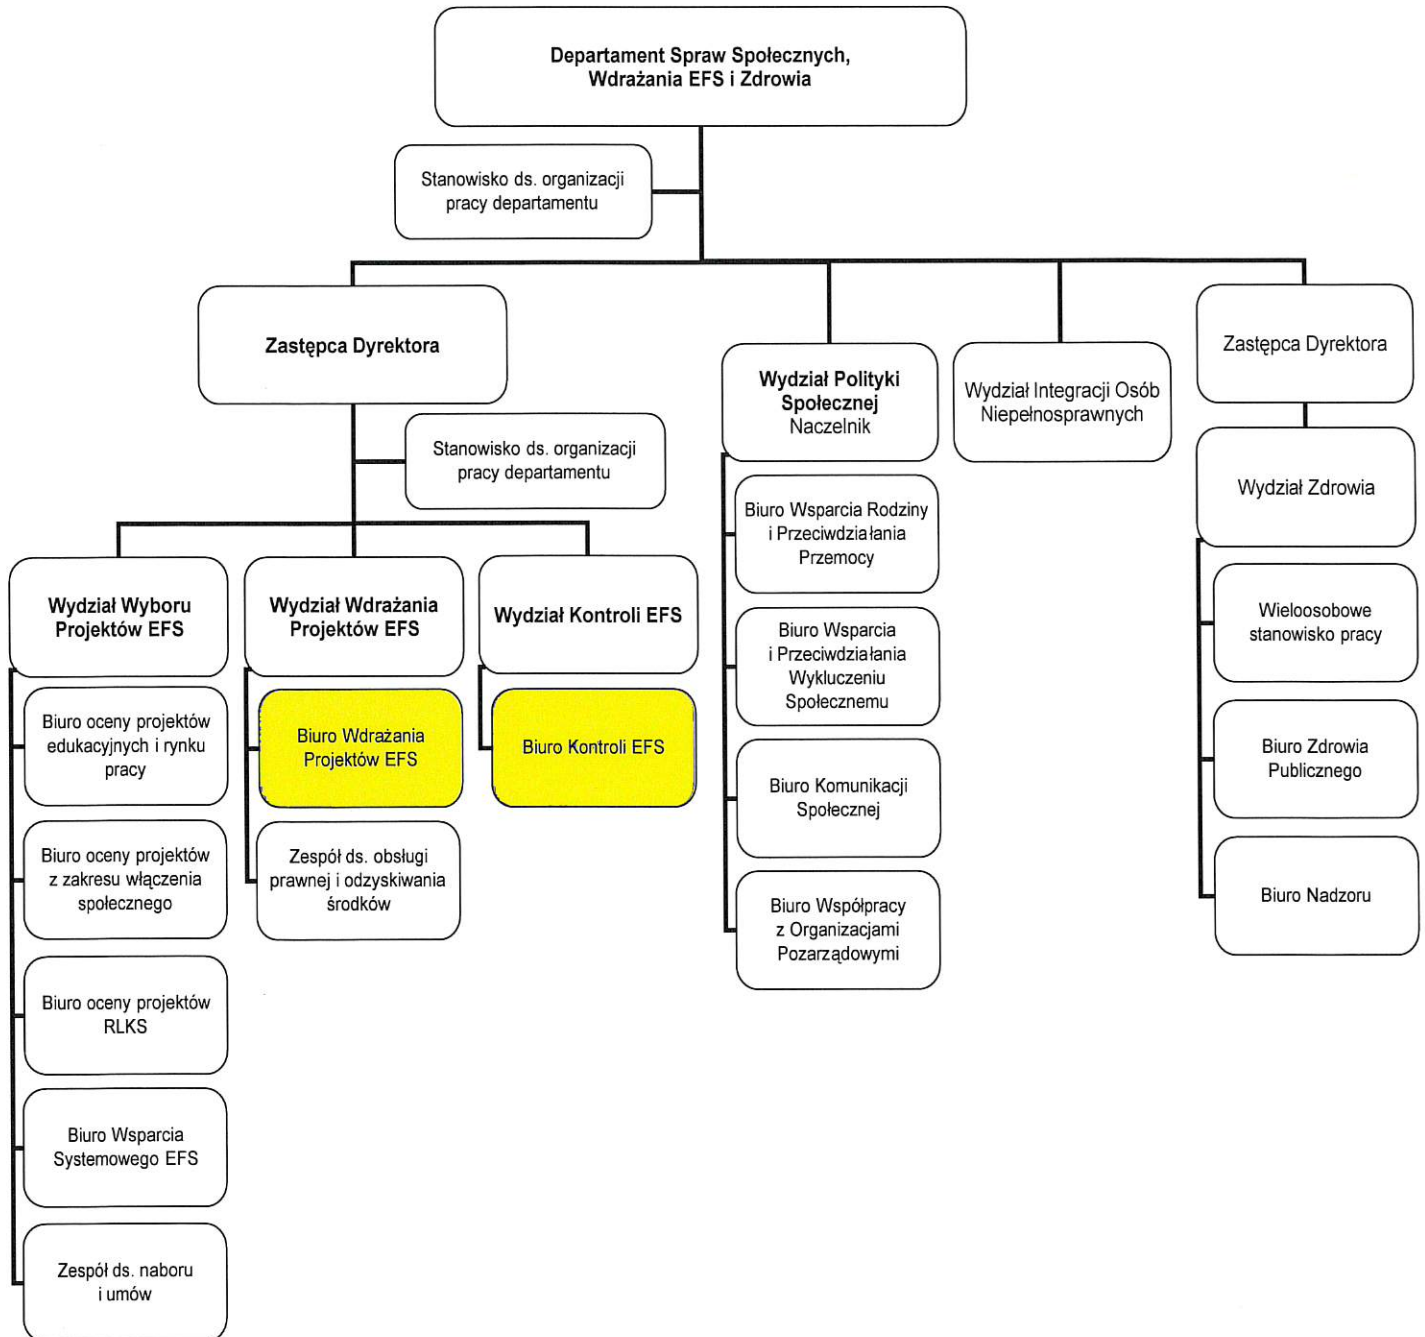 Departament Spraw Społecznych,
Wdrażania EFS i Zdrowia
Stanowisko ds. organizacji
pracy departamentu
Zastępca Dyrektora
Stanowisko ds. organizacji
pracy departamentu
Wydział Wyboru
Projektów EFS
Biuro oceny projektów
edukacyjnych i rynku
pracy
Biuro oceny projektów
z zakresu włączenia
społecznego
Biuro oceny projektów
RLKS
Biuro Wsparcia
Systemowego EFS
Zespół ds. naboru
i umów
Wydział Wdrażania
Projektów EFS
Biuro Wdrażania
Projektów EFS
Zespół ds. obsługi
prawnej i odzyskiwania
środków
Wydział Kontroli EFS
Biuro Kontroli EFS
Wydział Polityki
Społecznej
Naczelnik
Biuro Wsparcia Rodziny
i Przeciwdziałania
Przemocy
Biuro Wsparcia
i Przeciwdziałania
Wykluczeniu
Społecznemu
Biuro Komunikacji
Społecznej
Biuro Współpracy
z Organizacjami
Pozarządowymi
Wydział Integracji Osób
Niepełnosprawnych
Zastępca Dyrektora
Wydział Zdrowia
Wieloosobowe
stanowisko pracy
Biuro Zdrowia
Publicznego
Biuro Nadzoru